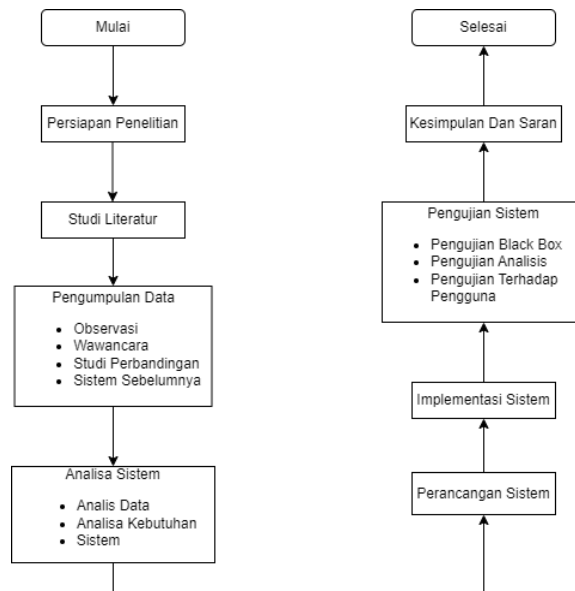 Mulai
Persiapan Penelitian
Studi Literatur
Pengumpulan Data
Observasi
Wawancara
Studi Perbandingan
Sistem Sebelumnya
Analisa Sistem
Analis Data
Analisa Kebutuhan
Sistem
Perancangan Sistem
Implementasi Sistem
Pengujian Sistem
Pengujian Black Box
Pengujian Analisis
Pengujian Terhadap
Pengguna
Kesimpulan Dan Saran
Selesai